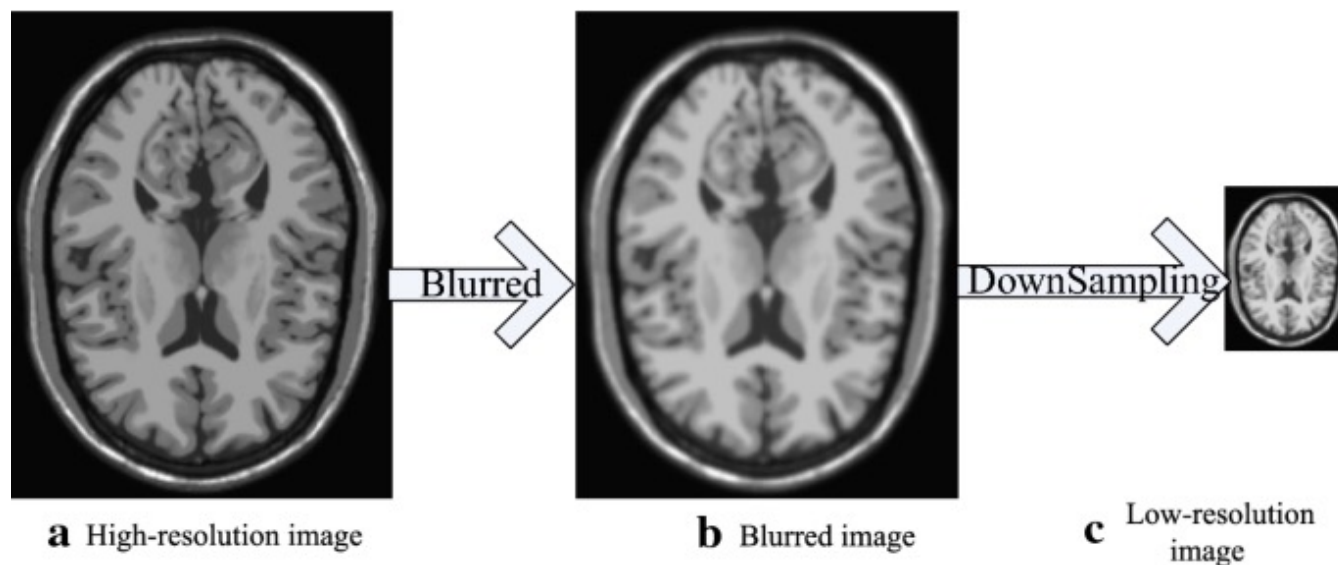 Blurred
DownSampling
a High-resolution image
b Blurred image
c Low-resolution
image